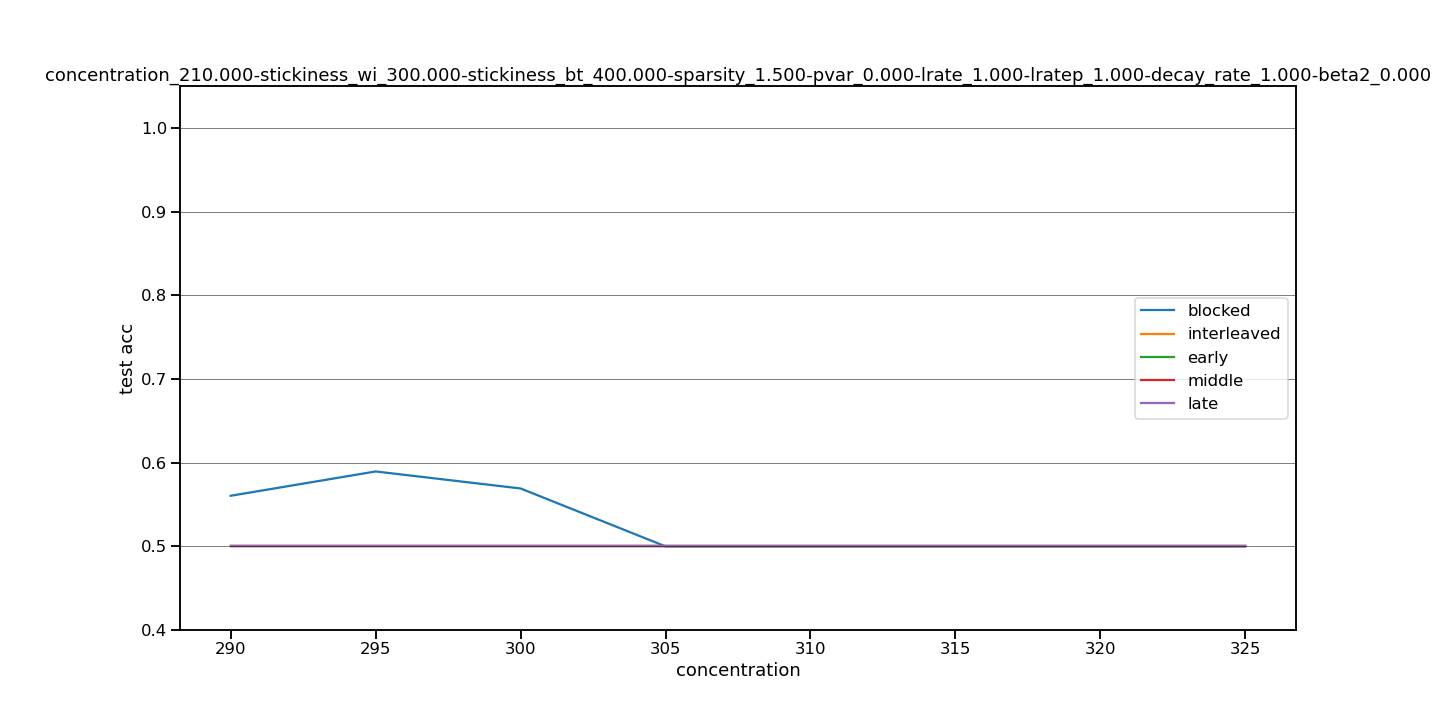 concentration_210.000-stickiness_wi_300.000-stickiness_bt_400.000-sparsity_1.500-pvar_0.000-lrate_1.000-lratep_1.000-decay_rate_1.000-beta2_0.000
1.0
0.9
0.8
0.7
0.6
0.5
0.4
test acc
blocked
interleaved
early
middle
late
290 295 300 305 310 315 320 325
concentration